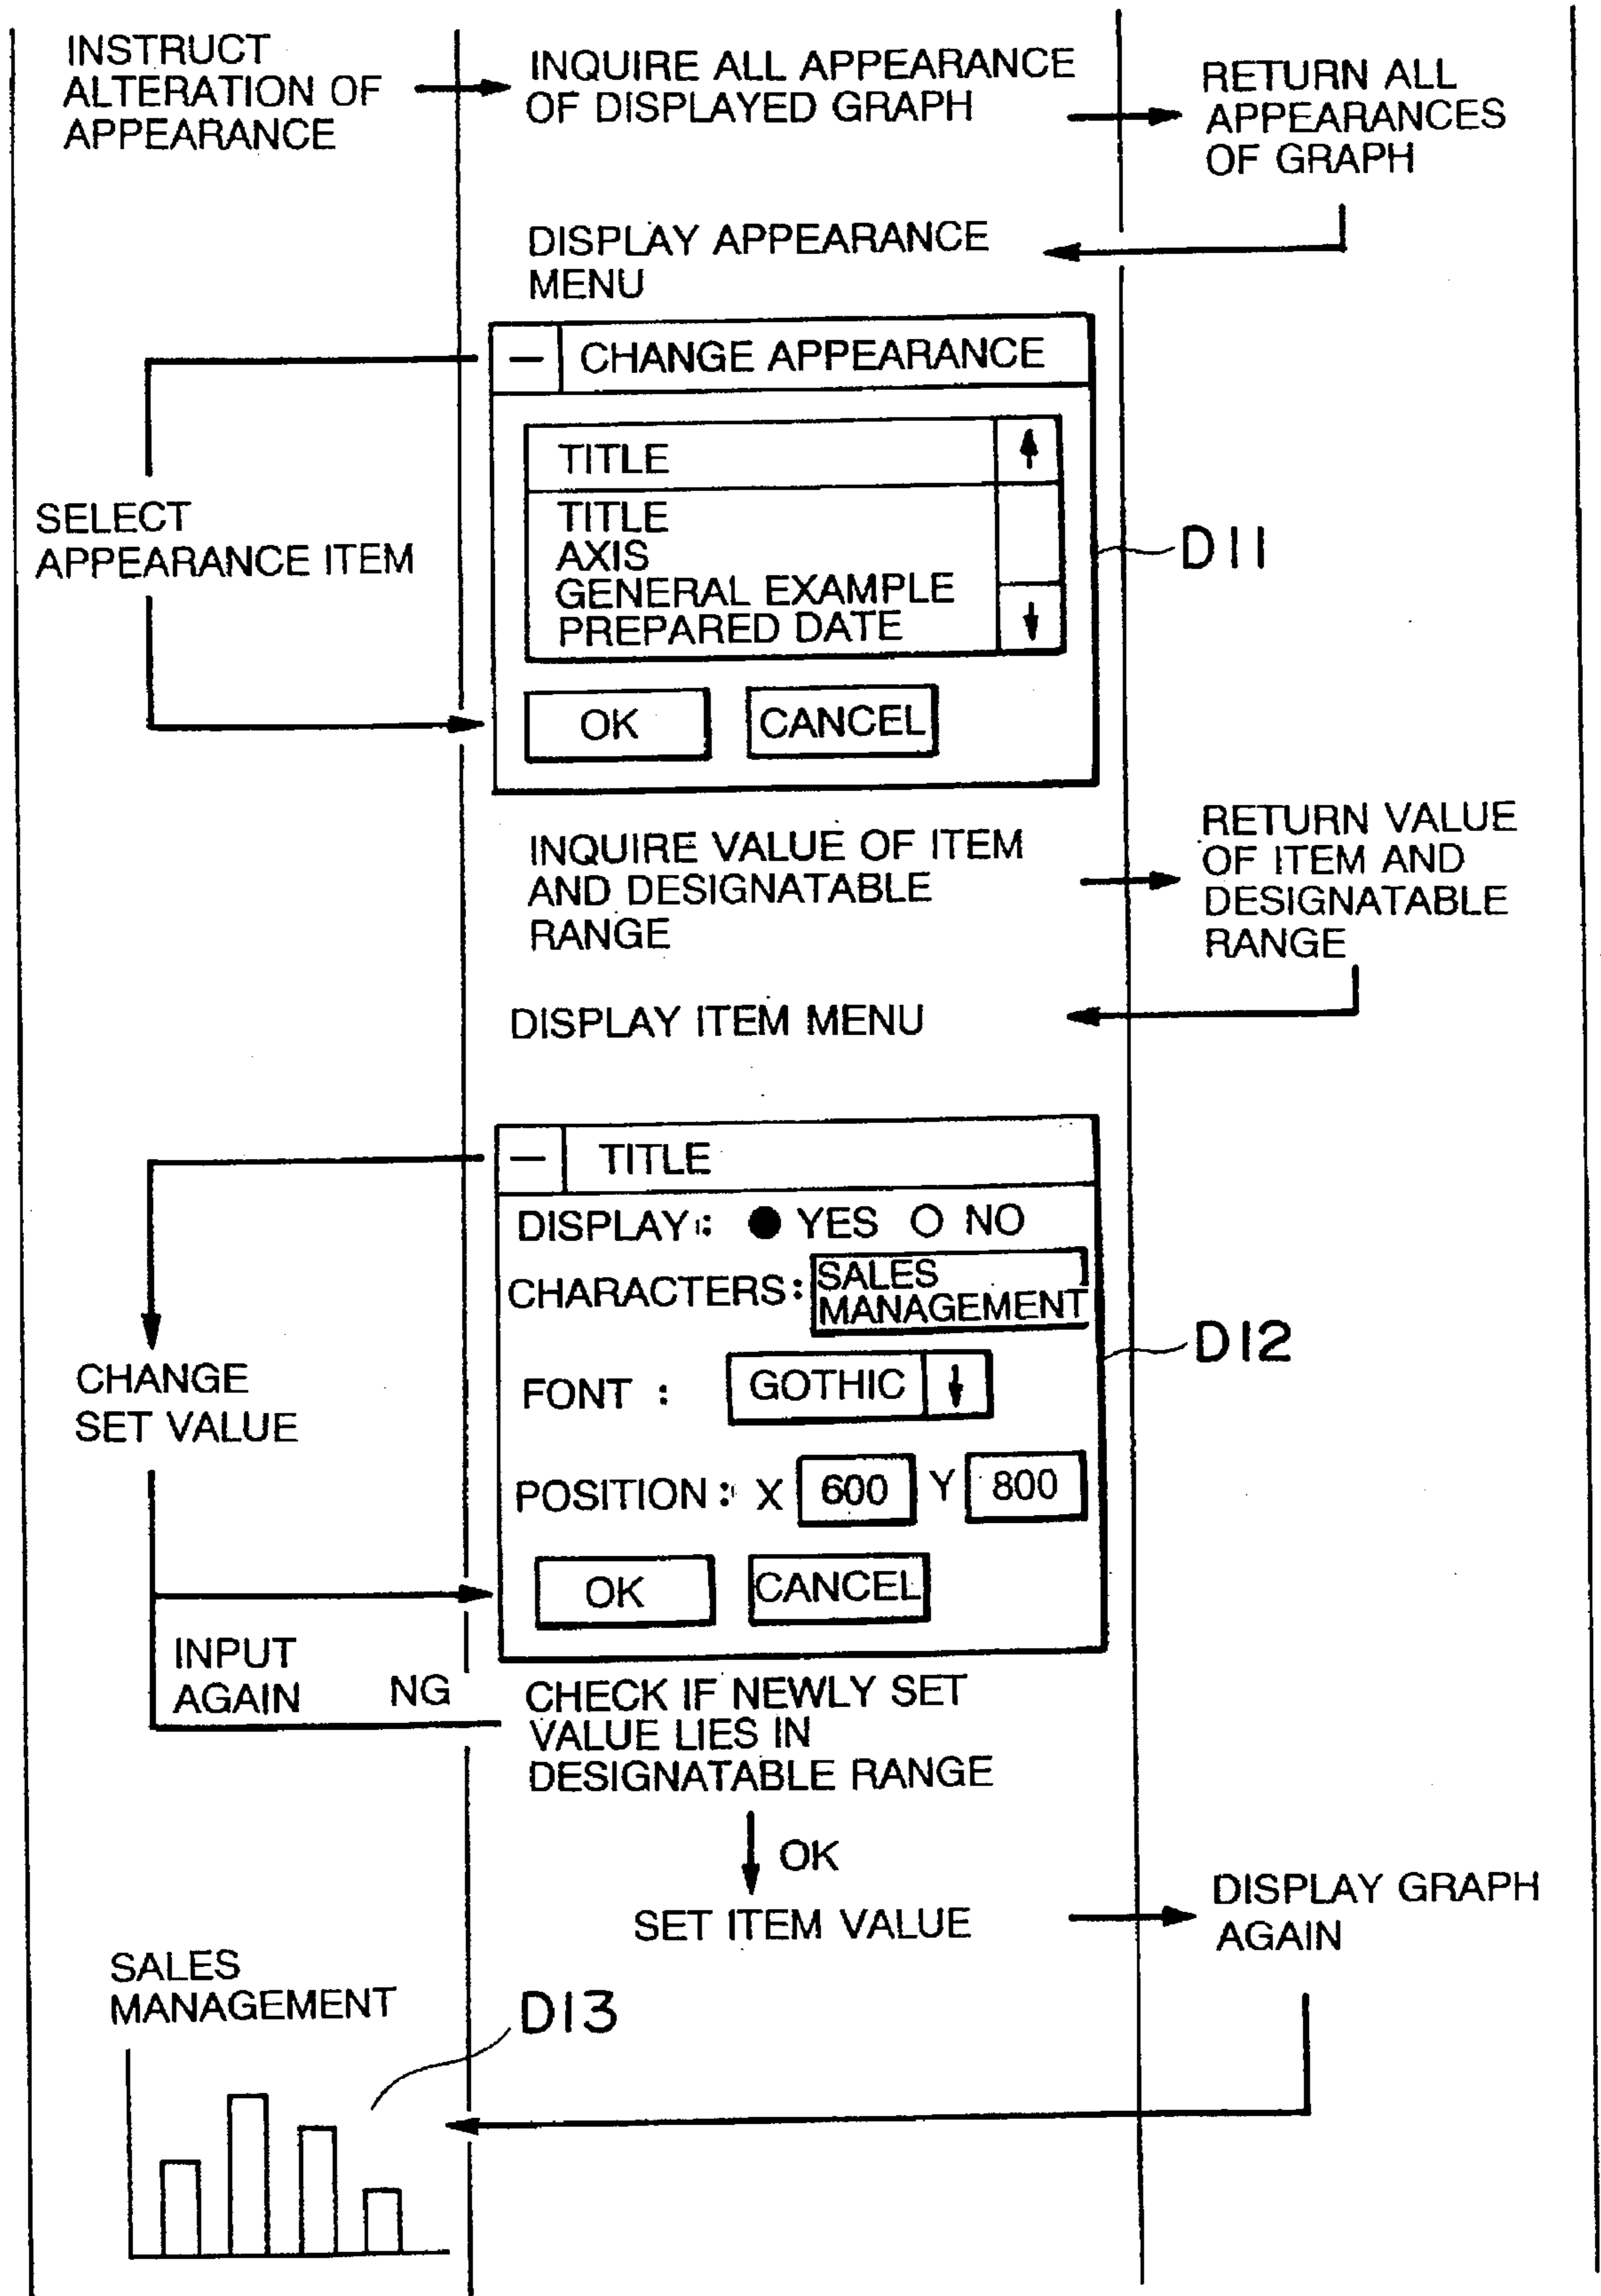 INSTRUCT
ALTERATION OF
APPEARANCE
INQUIRE ALL APPEARANCE
OF DISPLAYED GRAPH
RETURN ALL
APPEARANCES
OF GRAPH
DISPLAY APPEARANCE
MENU
— CHANGE APPEARANCE
TITLE
TITLE
AXIS
GENERAL EXAMPLE
PREPARED DATE
OK CANCEL
D11
SELECT
APPEARANCE ITEM
INQUIRE VALUE OF ITEM
AND DESIGNATABLE
RANGE
RETURN VALUE
OF ITEM AND
DESIGNATABLE
RANGE
DISPLAY ITEM MENU
— TITLE
DISPLAY: YES NO
CHARACTERS: SALES
MANAGEMENT
FONT : GOTHIC
POSITION: X 600 Y 800
OK CANCEL
D12
CHANGE
SET VALUE
INPUT
AGAIN NG
CHECK IF NEWLY SET
VALUE LIES IN
DESIGNATABLE RANGE
OK
SET ITEM VALUE
DISPLAY GRAPH
AGAIN
SALES
MANAGEMENT
D13